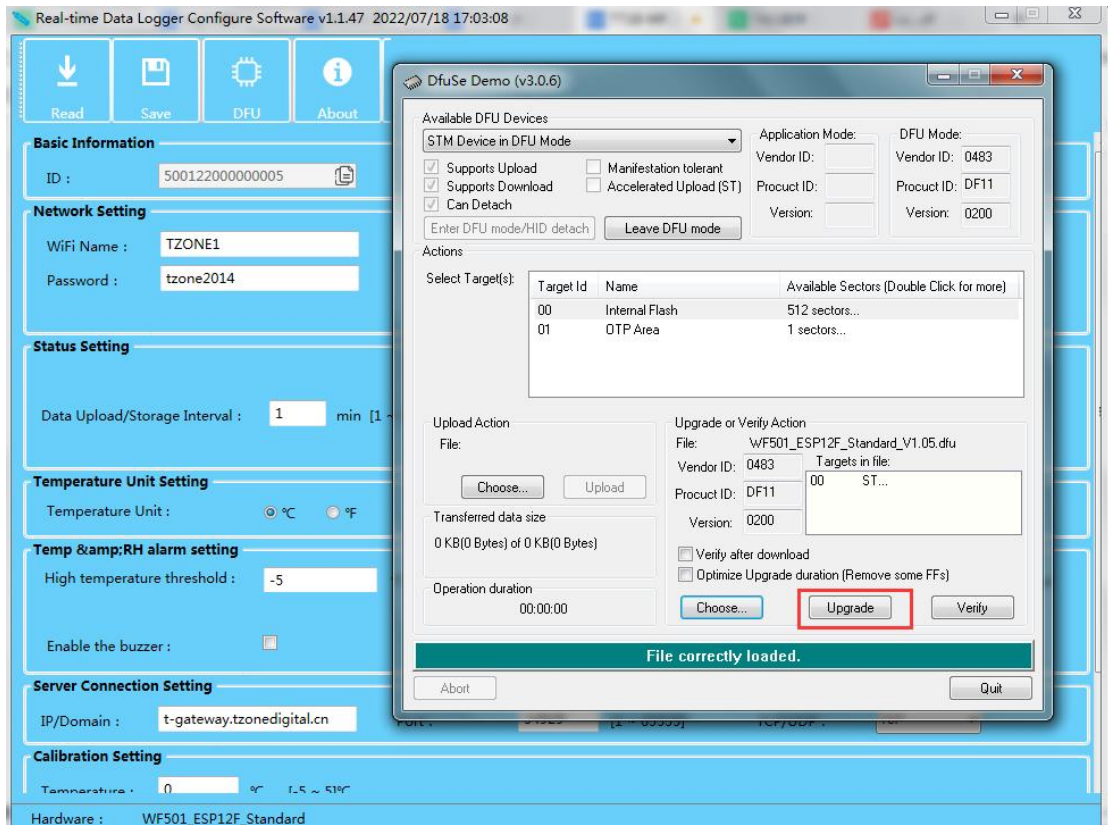 Real-time Data Logger Configure Software v1.1.47 2022/07/18 17:03:08
Read Save DFU About
Basic Information
ID : 500122000000005
Network Setting
WiFi Name : TZONE1
Password : tzone2014
Status Setting
Data Upload/Storage Interval : 1 min [1 ~
Temperature Unit Setting
Temperature Unit : °C °F
Temp &amp;RH alarm setting
High temperature threshold : -5
Enable the buzzer :
Server Connection Setting
IP/Domain : t-gateway.tzonedigital.cn
Calibration Setting
Temperature : 0 °C [-5 ~ 5]°C
Hardware : WF501_ESP12F_Standard
DfuSe Demo (v3.0.6)
Available DFU Devices
STM Device in DFU Mode
Supports Upload
Supports Download
Can Detach
Manifestation tolerant
Accelerated Upload (ST)
Enter DFU mode/HID detach Leave DFU mode
Application Mode:
Vendor ID:
Procuct ID:
Version:
DFU Mode:
Vendor ID: 0483
Procuct ID: DF11
Version: 0200
Actions
Select Target(s):
Target Id Name Available Sectors (Double Click for more)
00 Internal Flash 512 sectors...
01 OTP Area 1 sectors...
Upload Action
File:
Choose... Upload
Transferred data size
0 KB(0 Bytes) of 0 KB(0 Bytes)
Operation duration
00:00:00
Upgrade or Verify Action
File: WF501_ESP12F_Standard_V1.05.dfu
Vendor ID: 0483
Procuct ID: DF11
Version: 0200
Targets in file:
00 ST...
Verify after download
Optimize Upgrade duration (Remove some FFs)
Choose... Upgrade Verify
File correctly loaded.
Abort Quit